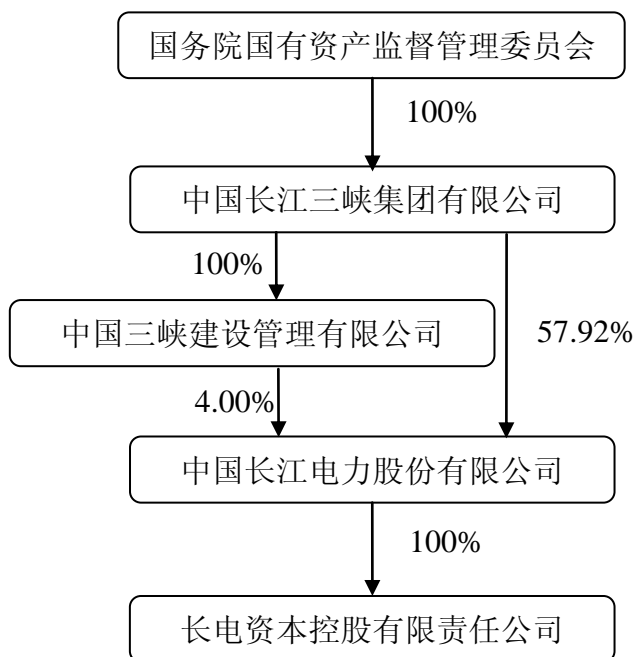 国务院国有资产监督管理委员会
100%
中国长江三峡集团有限公司
100%
中国三峡建设管理有限公司
57.92%
4.00%
中国长江电力股份有限公司
100%
长电资本控股有限责任公司